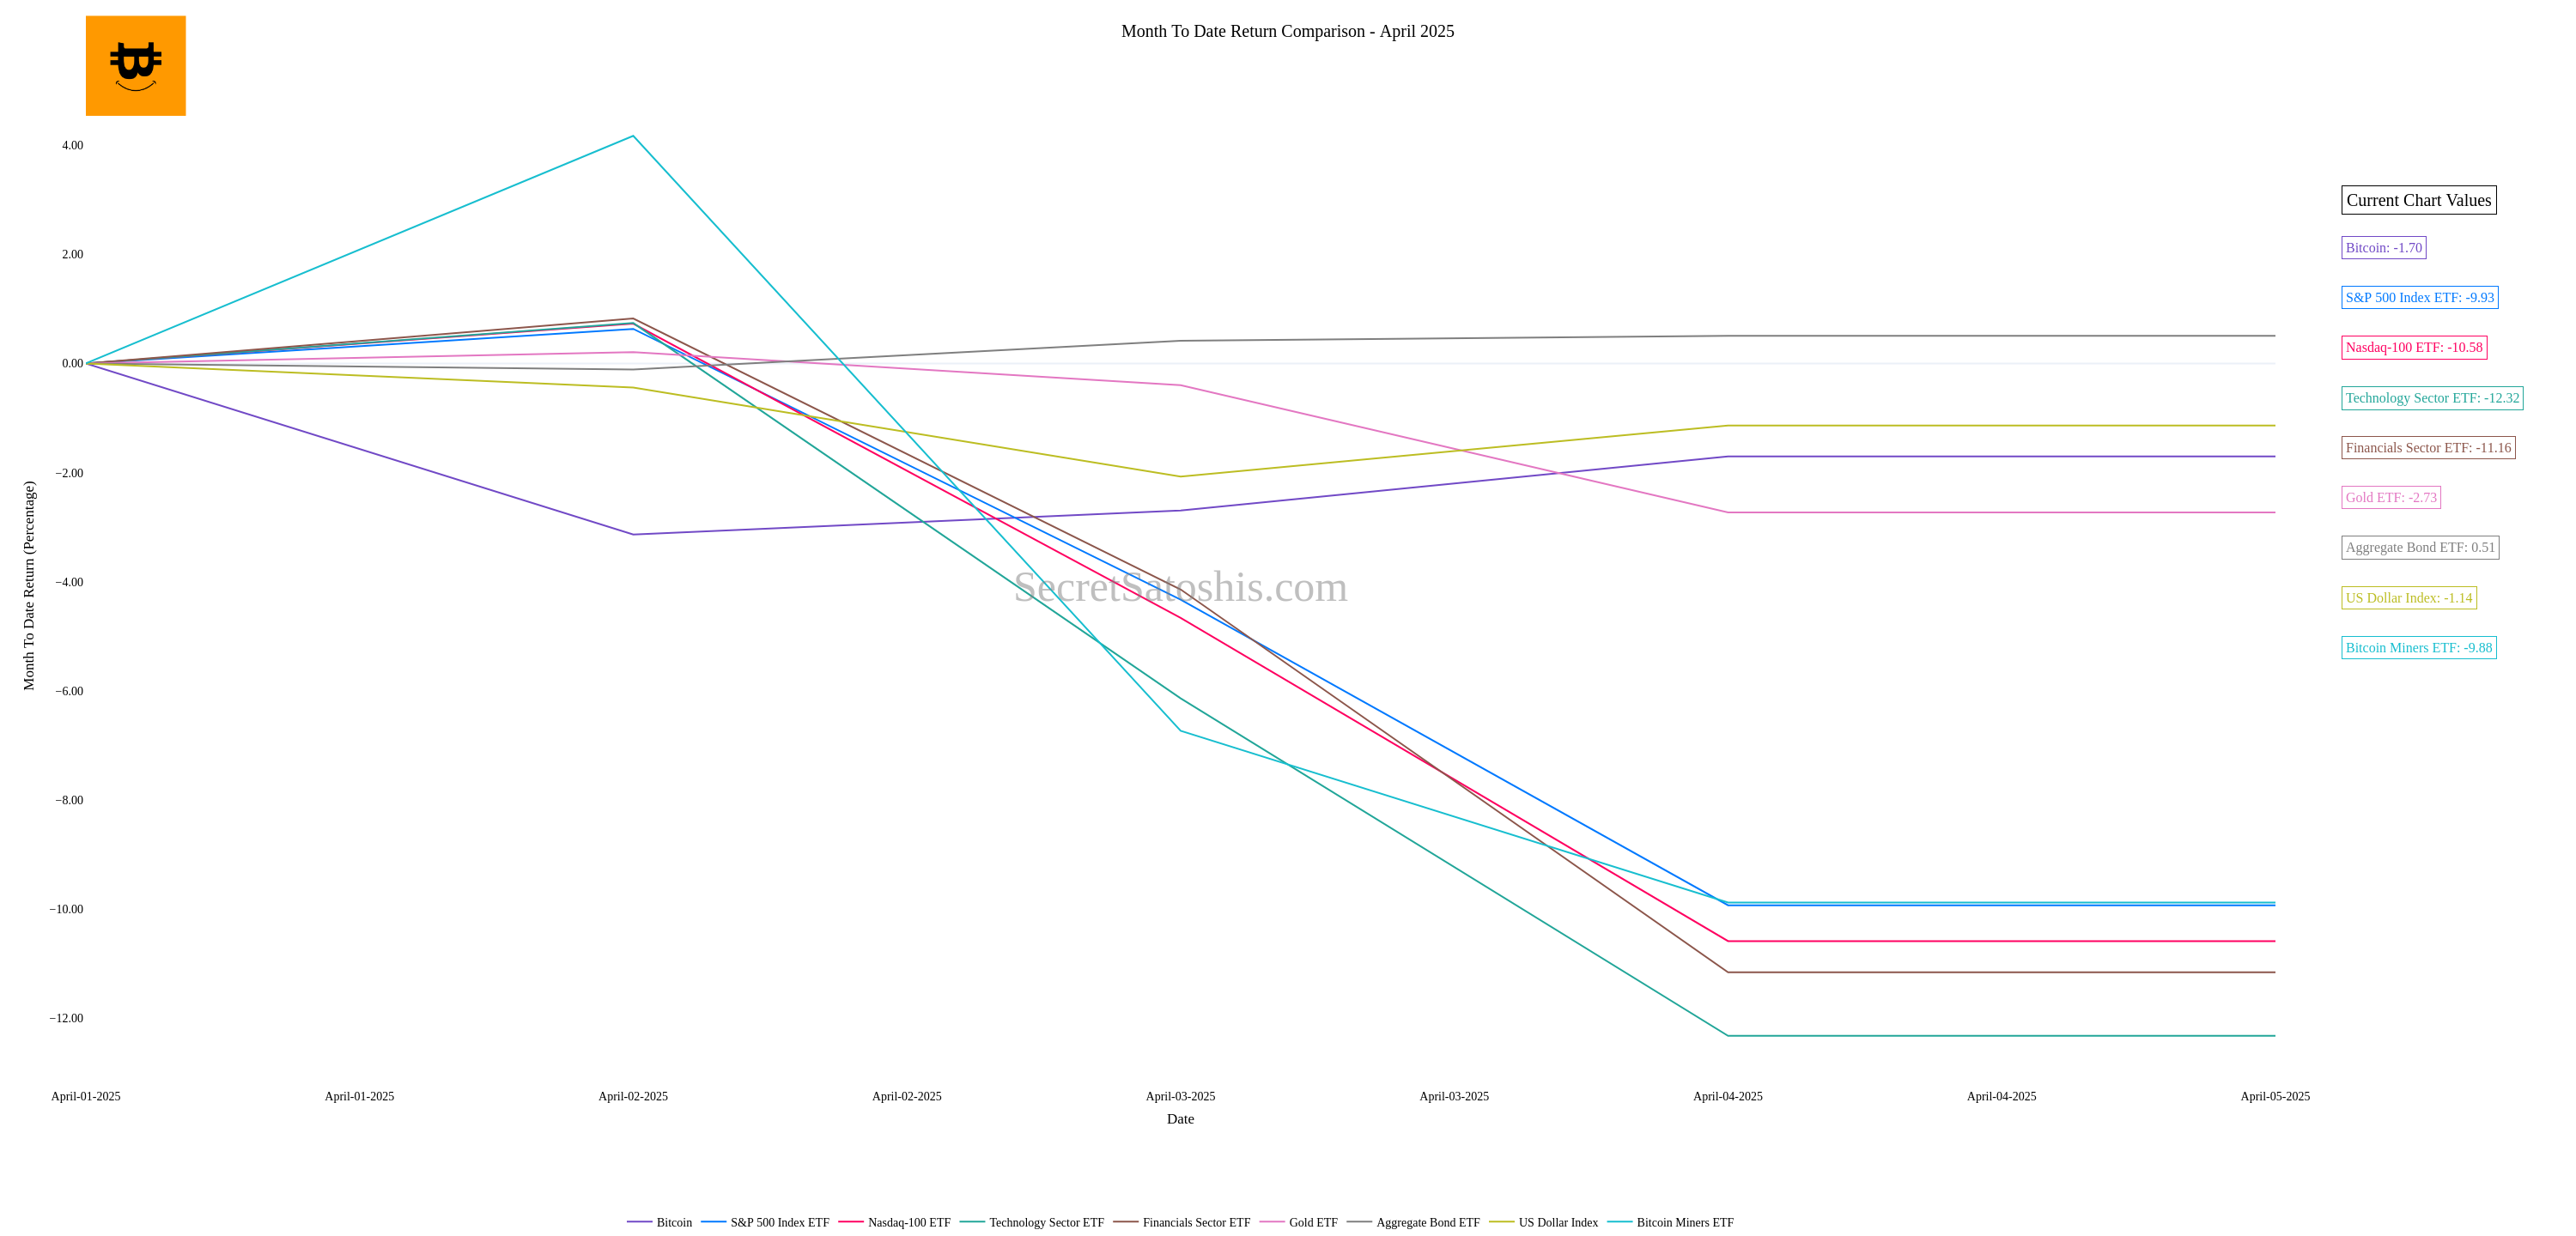 Month To Date Return Comparison - April 2025
4.00
2.00
0.00
−2.00
−4.00
−6.00
−8.00
−10.00
−12.00
Month To Date Return (Percentage)
SecretSatoshis.com
Current Chart Values
Bitcoin: -1.70
S&P 500 Index ETF: -9.93
Nasdaq-100 ETF: -10.58
Technology Sector ETF: -12.32
Financials Sector ETF: -11.16
Gold ETF: -2.73
Aggregate Bond ETF: 0.51
US Dollar Index: -1.14
Bitcoin Miners ETF: -9.88
April-01-2025 April-01-2025 April-02-2025 April-02-2025 April-03-2025 April-03-2025 April-04-2025 April-04-2025 April-05-2025
Date
Bitcoin S&P 500 Index ETF Nasdaq-100 ETF Technology Sector ETF Financials Sector ETF Gold ETF Aggregate Bond ETF US Dollar Index Bitcoin Miners ETF